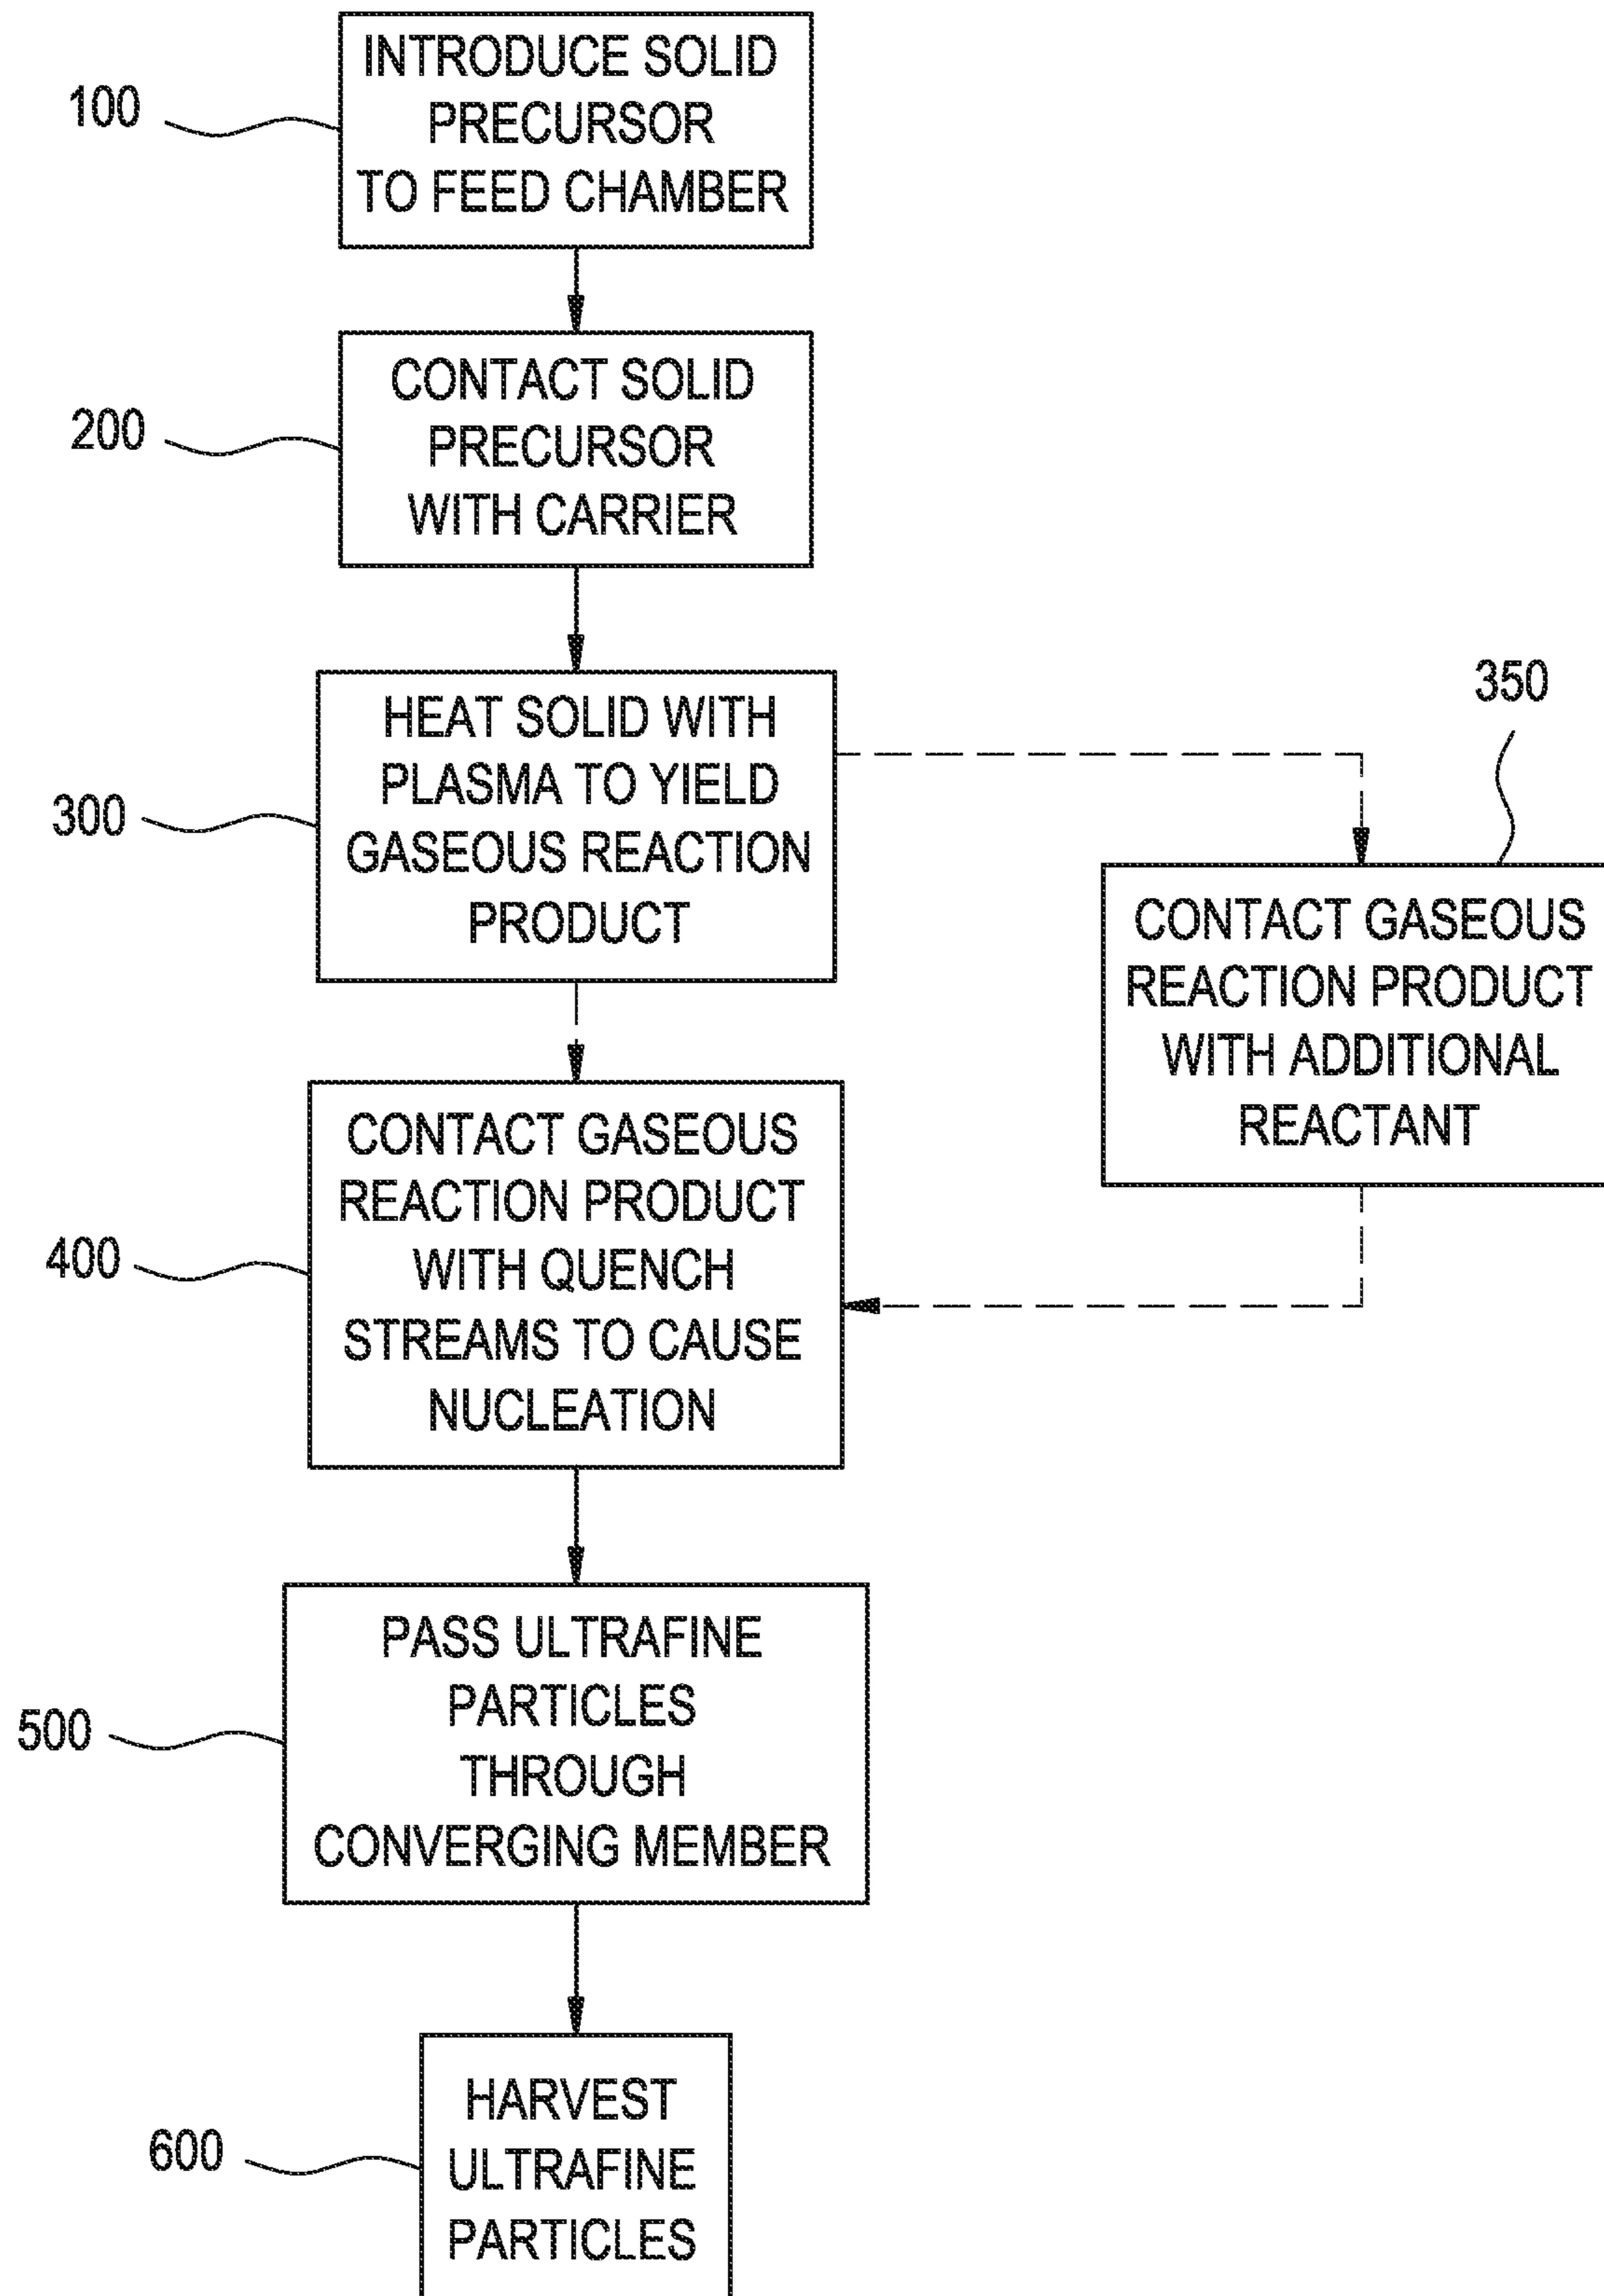 100
INTRODUCE SOLID
PRECURSOR
TO FEED CHAMBER
200
CONTACT SOLID
PRECURSOR
WITH CARRIER
300
HEAT SOLID WITH
PLASMA TO YIELD
GASEOUS REACTION
PRODUCT
350
CONTACT GASEOUS
REACTION PRODUCT
WITH ADDITIONAL
REACTANT
400
CONTACT GASEOUS
REACTION PRODUCT
WITH QUENCH
STREAMS TO CAUSE
NUCLEATION
500
PASS ULTRAFINE
PARTICLES
THROUGH
CONVERGING MEMBER
600
HARVEST
ULTRAFINE
PARTICLES